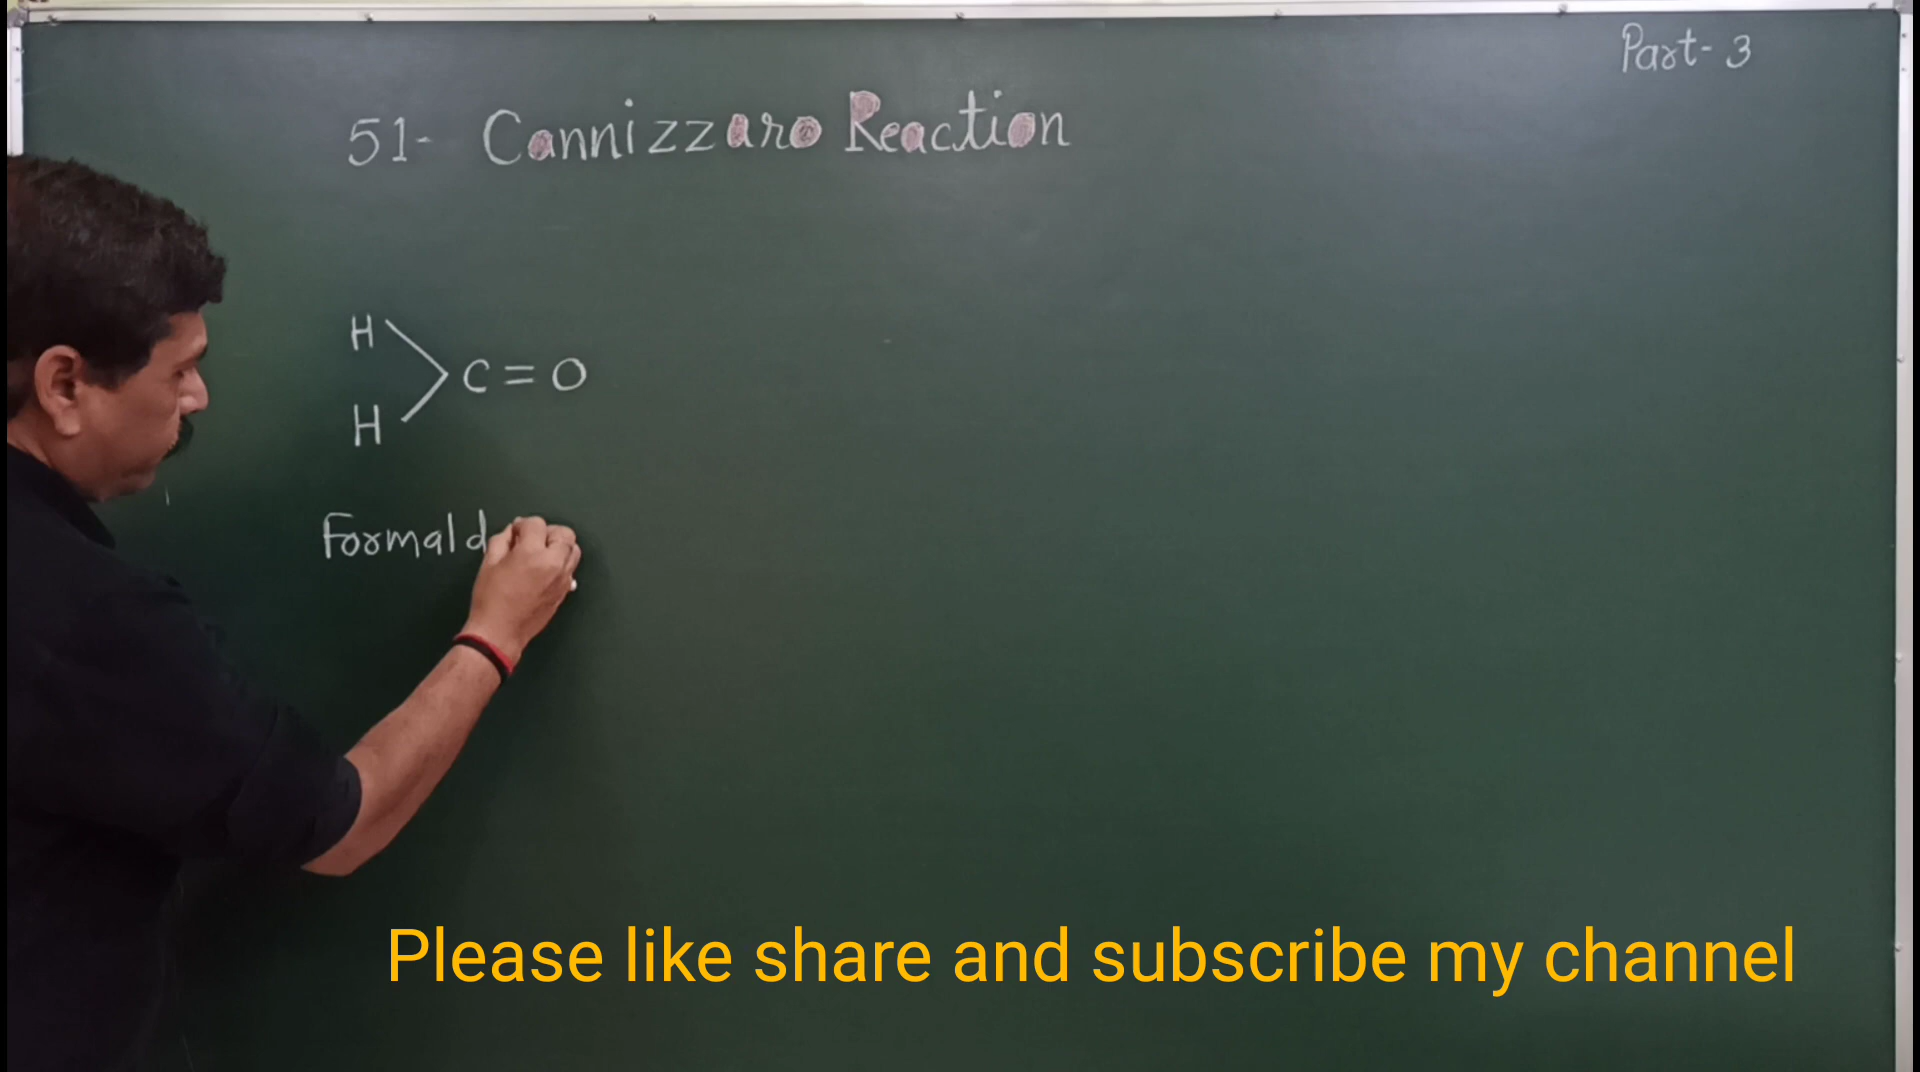 Part- 3
51- Cannizzaro Reaction
H
C = O
H
Formald
Please like share and subscribe my channel